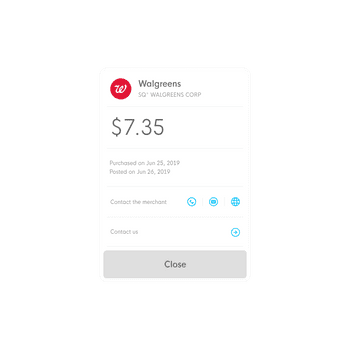 Walgreens
SQ* WALGREENS CORP
$7.35
Purchased on Jun 25, 2019
Posted on Jun 26, 2019
Contact the merchant
Contact us
Close